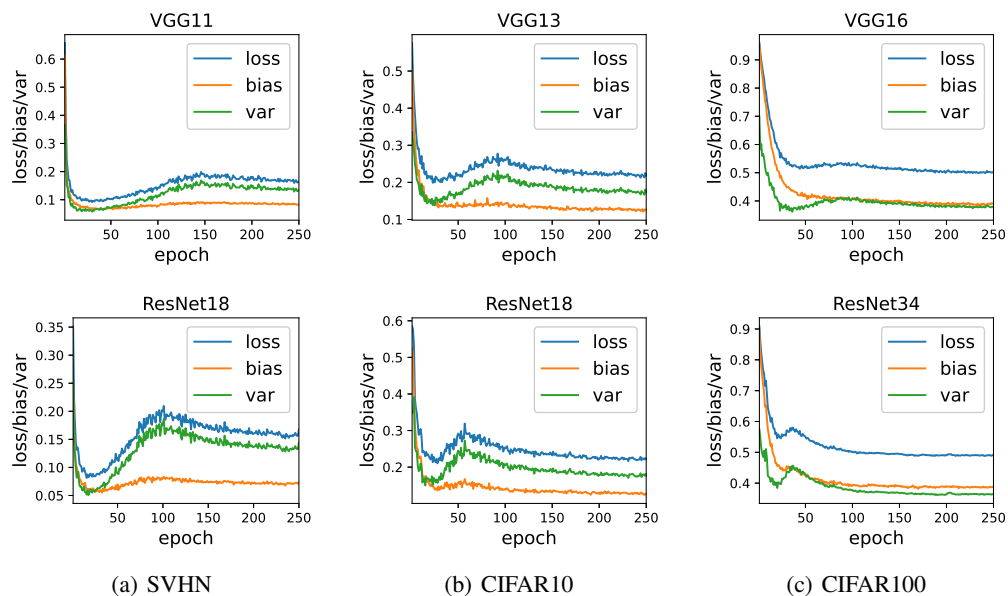 VGG11
loss/bias/var
0.6
0.5
0.4
0.3
0.2
0.1
loss
bias
var
50 100 150 200 250
epoch
VGG13
0.5
0.4
0.3
0.2
0.1
loss
bias
var
50 100 150 200 250
epoch
VGG16
loss/bias/var
0.9
0.8
0.7
0.6
0.5
0.4
loss
bias
var
50 100 150 200 250
epoch
ResNet18
loss/bias/var
0.35
0.30
0.25
0.20
0.15
0.10
0.05
loss
bias
var
50 100 150 200 250
epoch
ResNet18
loss/bias/var
0.6
0.5
0.4
0.3
0.2
loss
bias
var
50 100 150 200 250
epoch
ResNet34
loss/bias/var
0.9
0.8
0.7
0.6
0.5
0.4
loss
bias
var
50 100 150 200 250
epoch
(a) SVHN
(b) CIFAR10
(c) CIFAR100